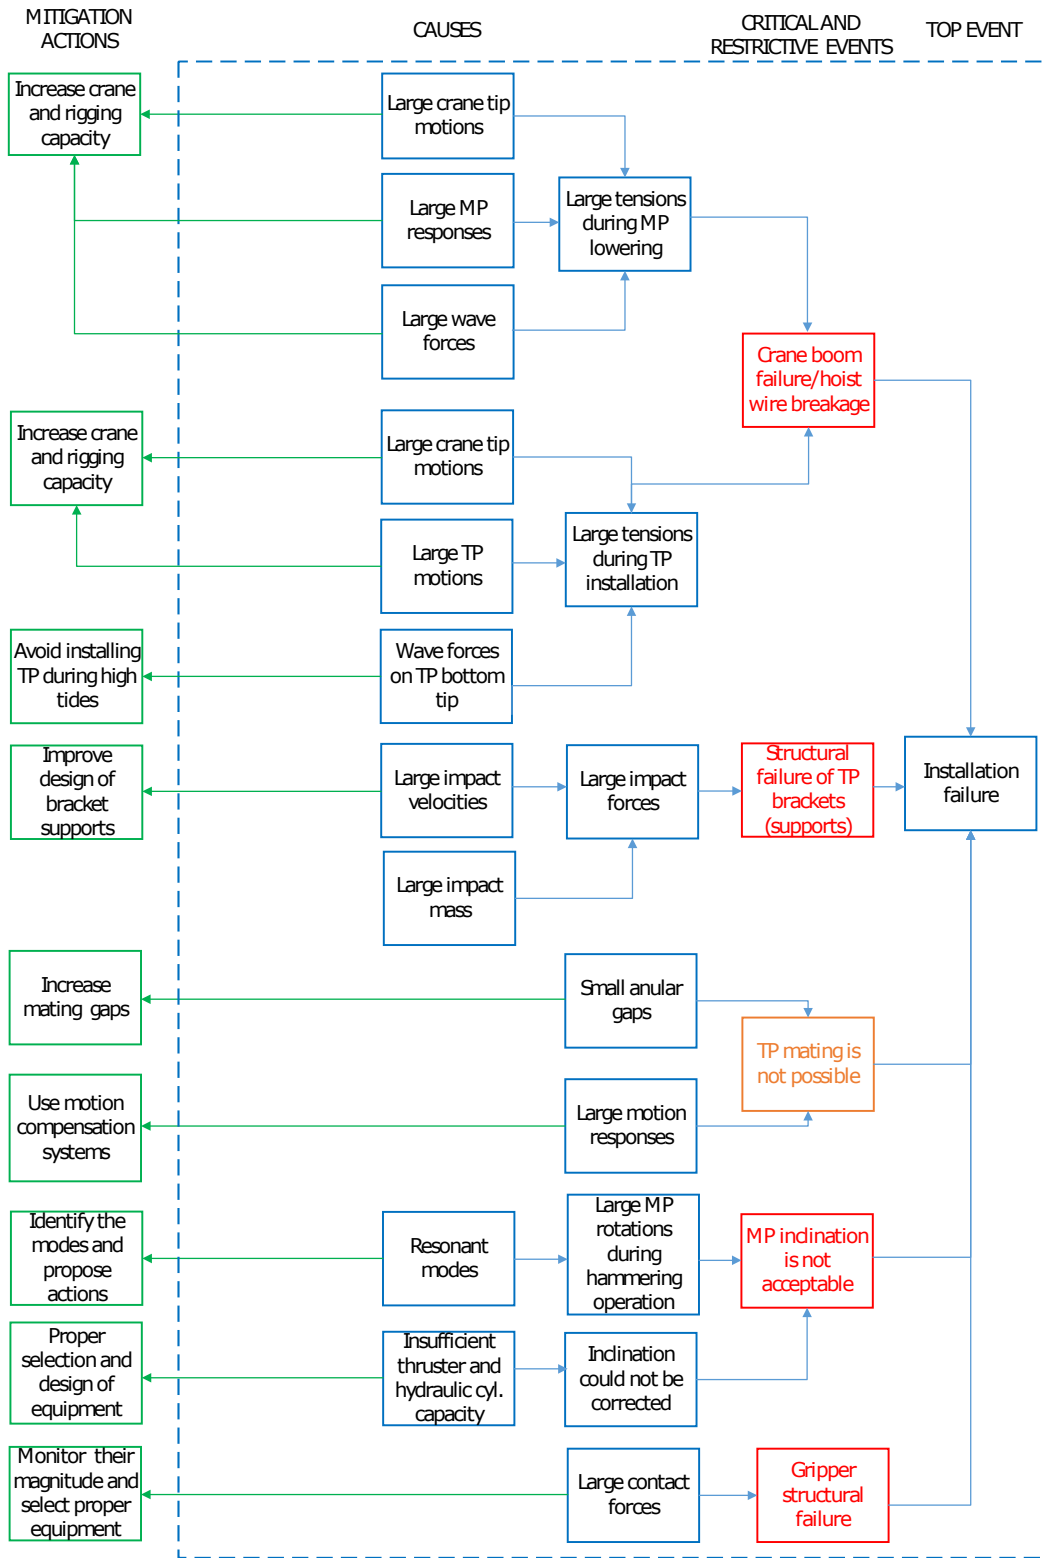 MITIGATION
ACTIONS
CAUSES
CRITICAL AND
RESTRICTIVE EVENTS
TOP EVENT
Increase crane
and rigging
capacity
Large crane tip
motions
Large MP
responses
Large tensions
during MP
lowering
Large wave
forces
Crane boom
failure/hoist
wire breakage
Increase crane
and rigging
capacity
Large crane tip
motions
Large TP
motions
Large tensions
during TP
installation
Avoid installing
TP during high
tides
Wave forces
on TP bottom
tip
Improve
design of
bracket
supports
Large impact
velocities
Large impact
forces
Structural
failure of TP
brackets
(supports)
Installation
failure
Large impact
mass
Increase
mating gaps
Small anular
gaps
TP mating is
not possible
Use motion
compensation
systems
Large motion
responses
Identify the
modes and
propose
actions
Resonant
modes
Large MP
rotations
during
hammering
operation
MP inclination
is not
acceptable
Proper
selection and
design of
equipment
Insufficient
thruster and
hydraulic cyl.
capacity
Inclination
could not be
corrected
Monitor their
magnitude and
select proper
equipment
Large contact
forces
Gripper
structural
failure